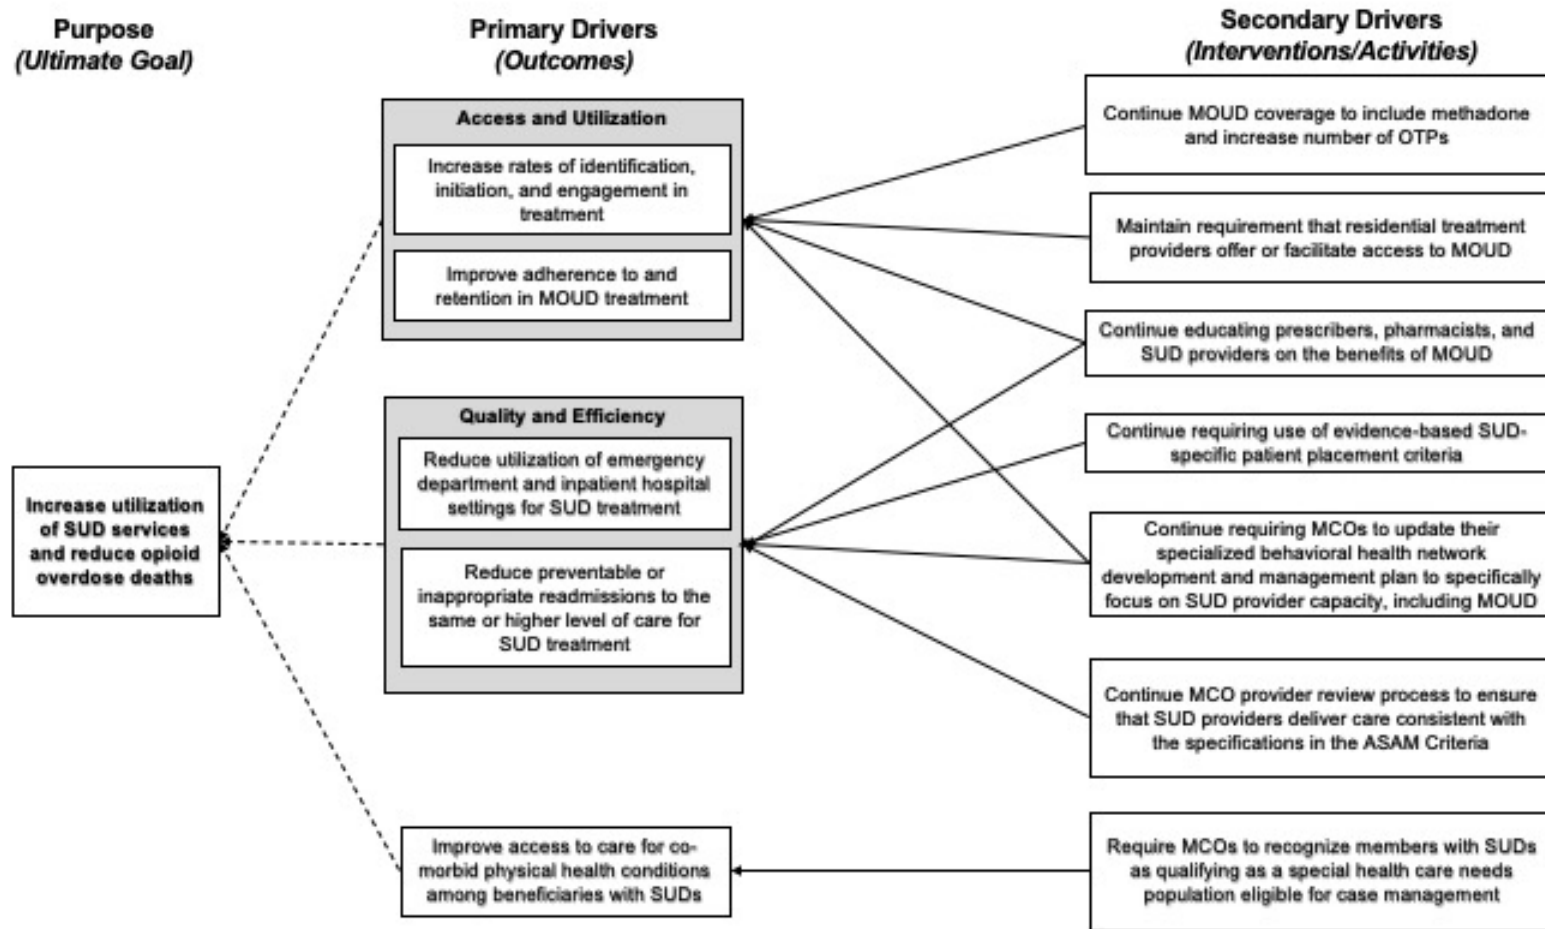 Purpose
(Ultimate Goal)
Primary Drivers
(Outcomes)
Secondary Drivers
(Interventions/Activities)
Access and Utilization
Increase rates of identification,
initiation, and engagement in
treatment
Improve adherence to and
retention in MOUD treatment
Quality and Efficiency
Reduce utilization of emergency
department and inpatient hospital
settings for SUD treatment
Reduce preventable or
inappropriate readmissions to the
same or higher level of care for
SUD treatment
Increase utilization
of SUD services
and reduce opioid
overdose deaths
Improve access to care for co-
morbid physical health conditions
among beneficiaries with SUDs
Continue MOUD coverage to include methadone
and increase number of OTPs
Maintain requirement that residential treatment
providers offer or facilitate access to MOUD
Continue educating prescribers, pharmacists, and
SUD providers on the benefits of MOUD
Continue requiring use of evidence-based SUD-
specific patient placement criteria
Continue requiring MCOs to update their
specialized behavioral health network
development and management plan to specifically
focus on SUD provider capacity, including MOUD
Continue MCO provider review process to ensure
that SUD providers deliver care consistent with
the specifications in the ASAM Criteria
Require MCOs to recognize members with SUDs
as qualifying as a special health care needs
population eligible for case management